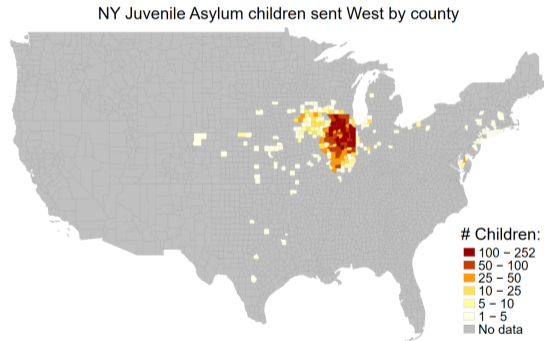 NY Juvenile Asylum children sent West by county
# Children:
100 − 252
50 − 100
25 − 50
10 − 25
5 − 10
1 − 5
No data